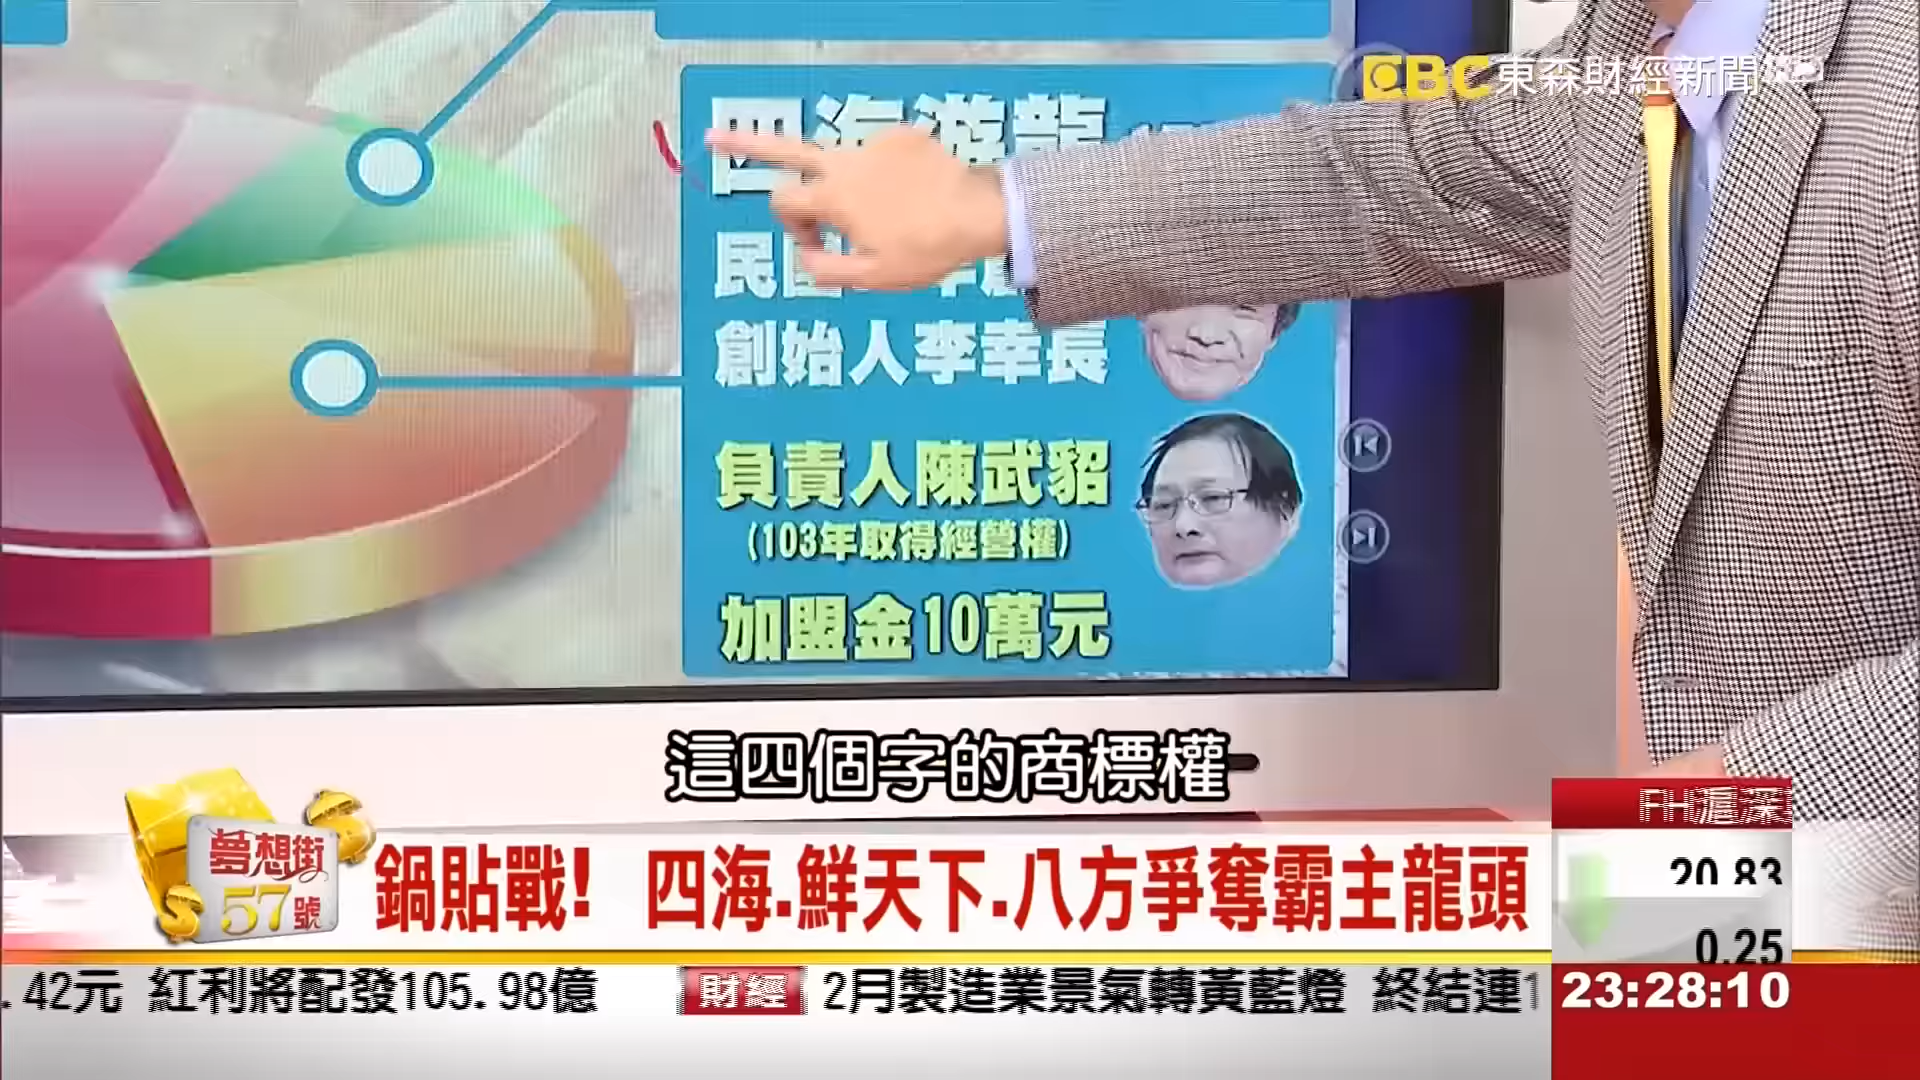 EBC東森財經新聞
四海游龍
創始人李幸長
負責人陳武貂
(103年取得經營權)
加盟金10萬元
這四個字的商標權
夢想街
57號
鍋貼戰! 四海.鮮天下.八方爭奪霸主龍頭
FH滬深
20.83
0.25
.42元 紅利將配發105.98億 財經 2月製造業景氣轉黃藍燈 終結連1
23:28:10